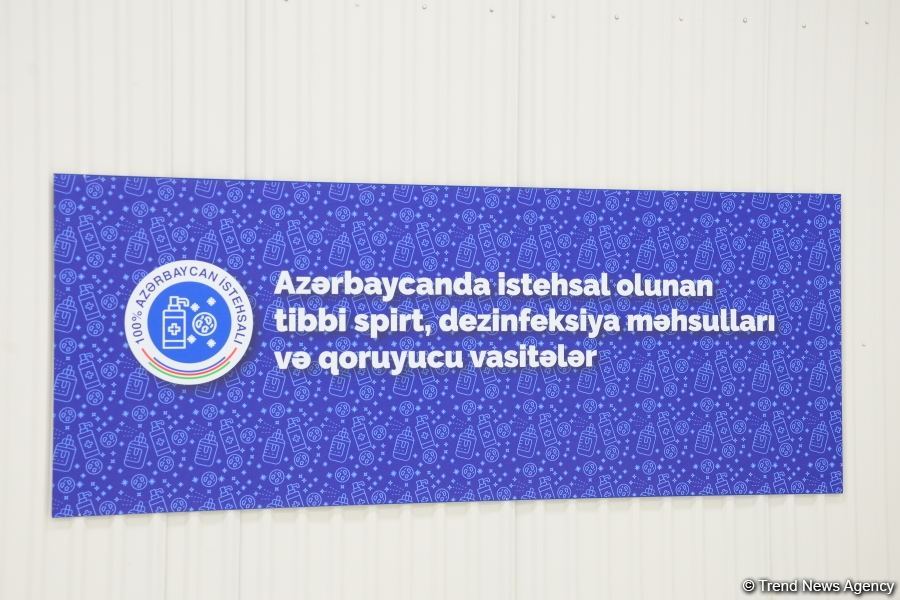 100% AZƏRBAYCAN İSTEHSALI
Azərbaycanda istehsal olunan
tibbi spirt, dezinfeksiya məhsulları
və qoruyucu vasitələr
© Trend News Agency